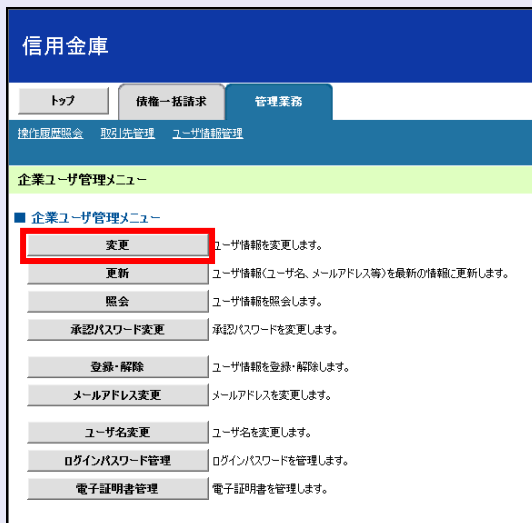 信用金庫
トップ 債権一括請求 管理業務
操作履歴照会 取引先管理 ユーザ情報管理
企業ユーザ管理メニュー
■ 企業ユーザ管理メニュー
変更 ユーザ情報を変更します。
更新 ユーザ情報(ユーザ名、メールアドレス等)を最新の情報に更新します。
照会 ユーザ情報を照会します。
承認パスワード変更 承認パスワードを変更します。
登録・解除 ユーザ情報を登録・解除します。
メールアドレス変更 メールアドレスを変更します。
ユーザ名変更 ユーザ名を変更します。
ログインパスワード管理 ログインパスワードを管理します。
電子証明書管理 電子証明書を管理します。